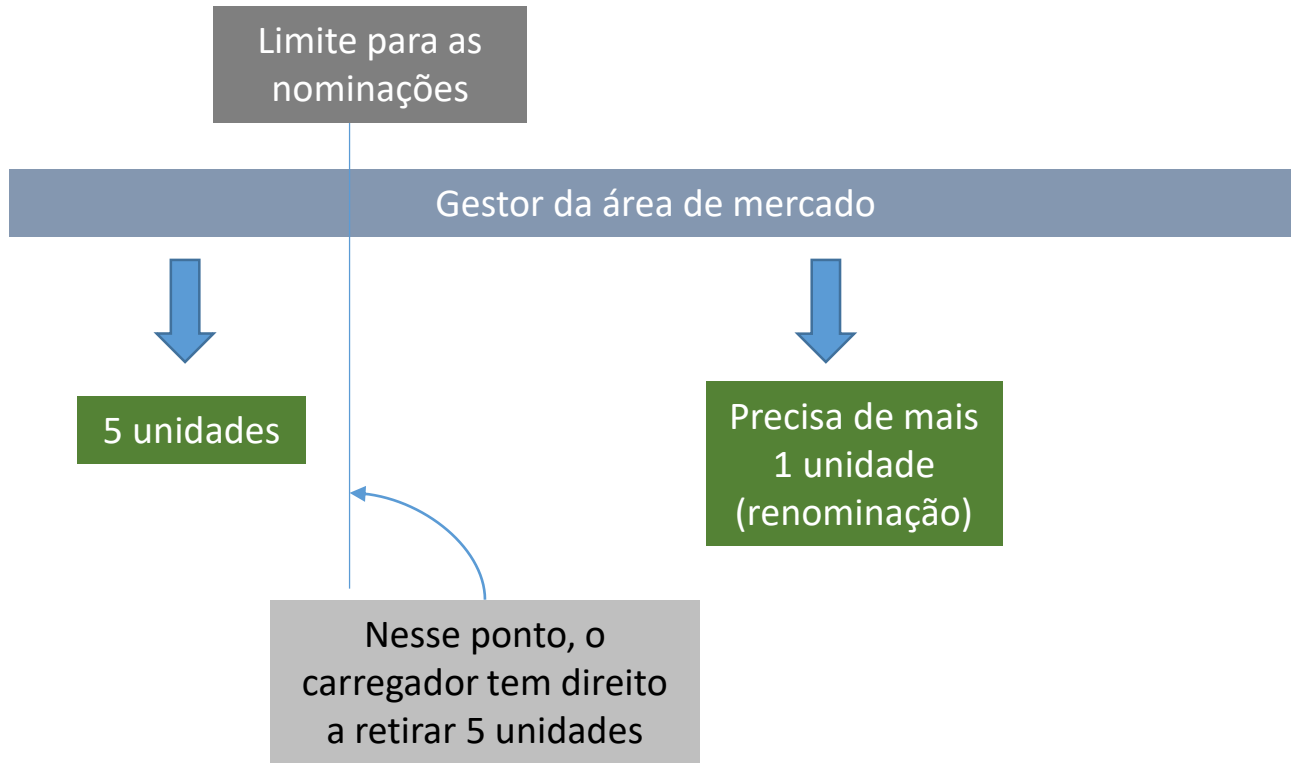 Limite para as
nominações
Gestor da área de mercado
5 unidades
Precisa de mais
1 unidade
(renominação)
Nesse ponto, o
carregador tem direito
a retirar 5 unidades